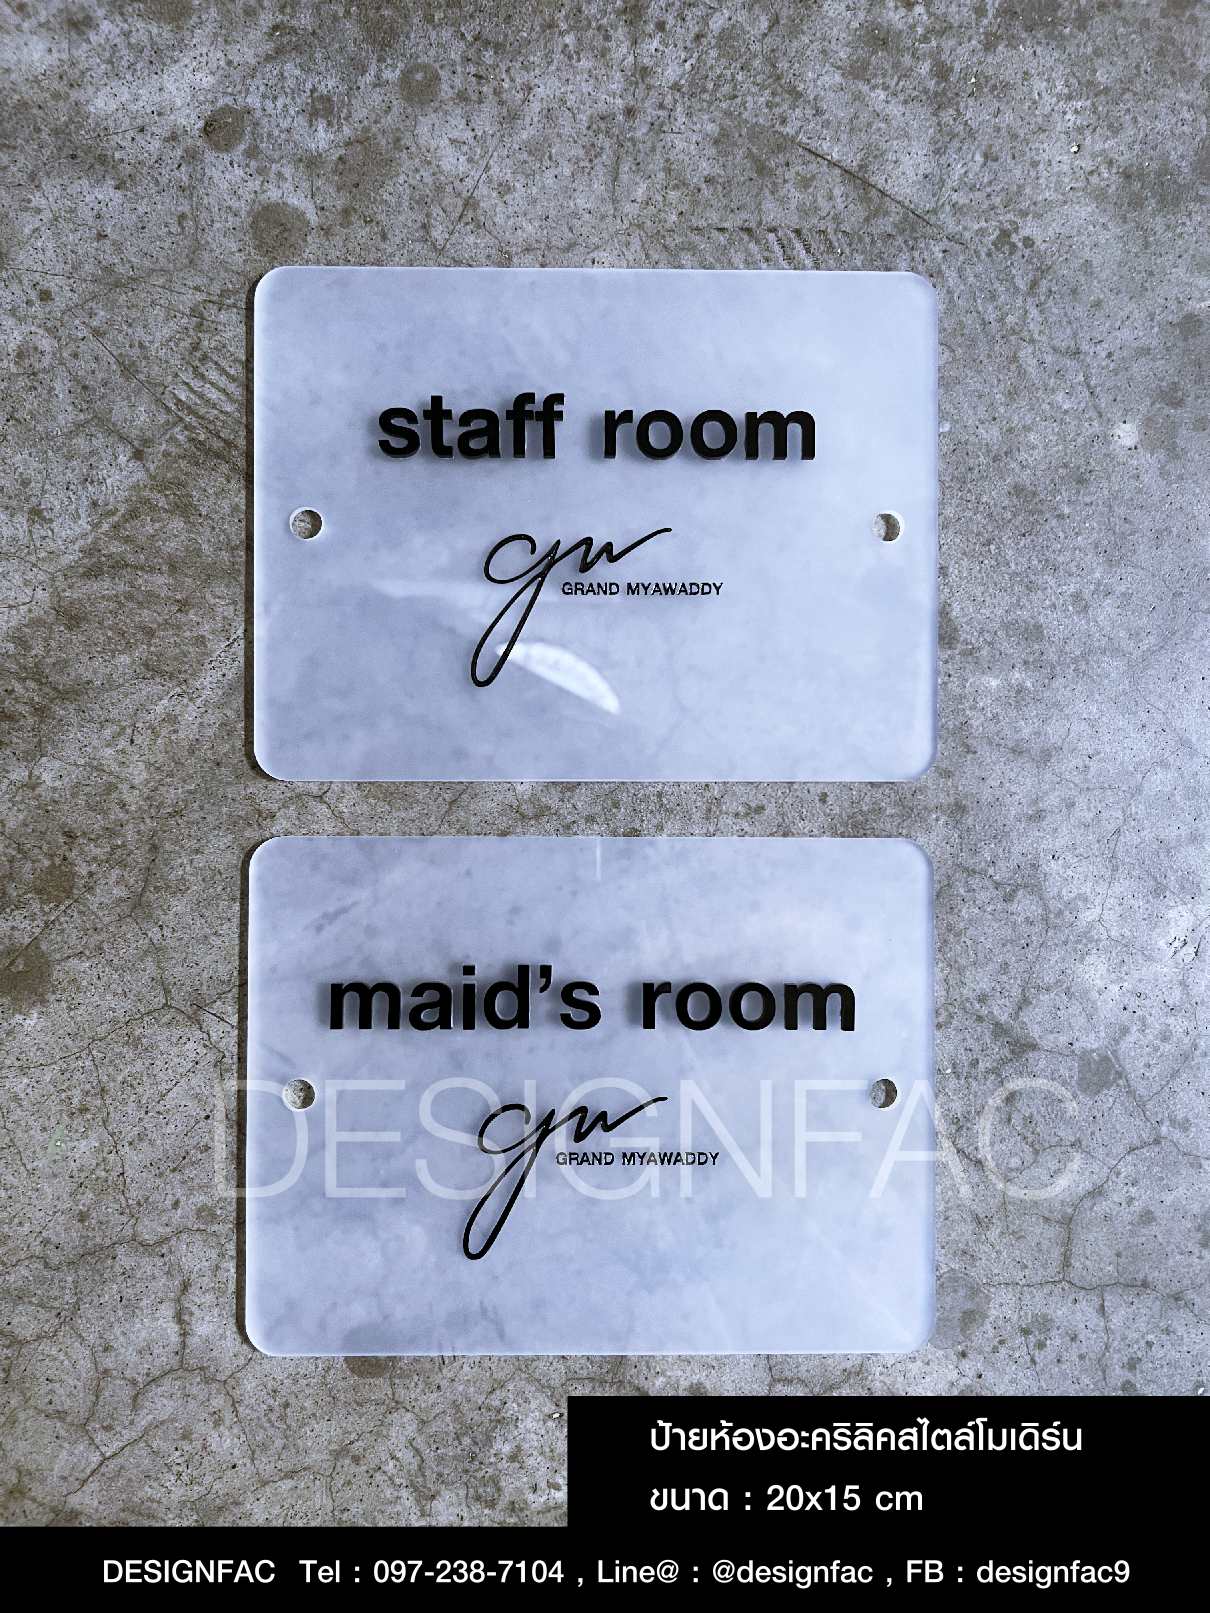 staff room
gw
GRAND MYAWADDY
maid’s room
DESIGNFAC
gw
GRAND MYAWADDY
ป้ายห้องอะคริลิคสไตล์โมเดิร์น
ขนาด : 20x15 cm
DESIGNFAC Tel : 097-238-7104 , Line@ : @designfac , FB : designfac9